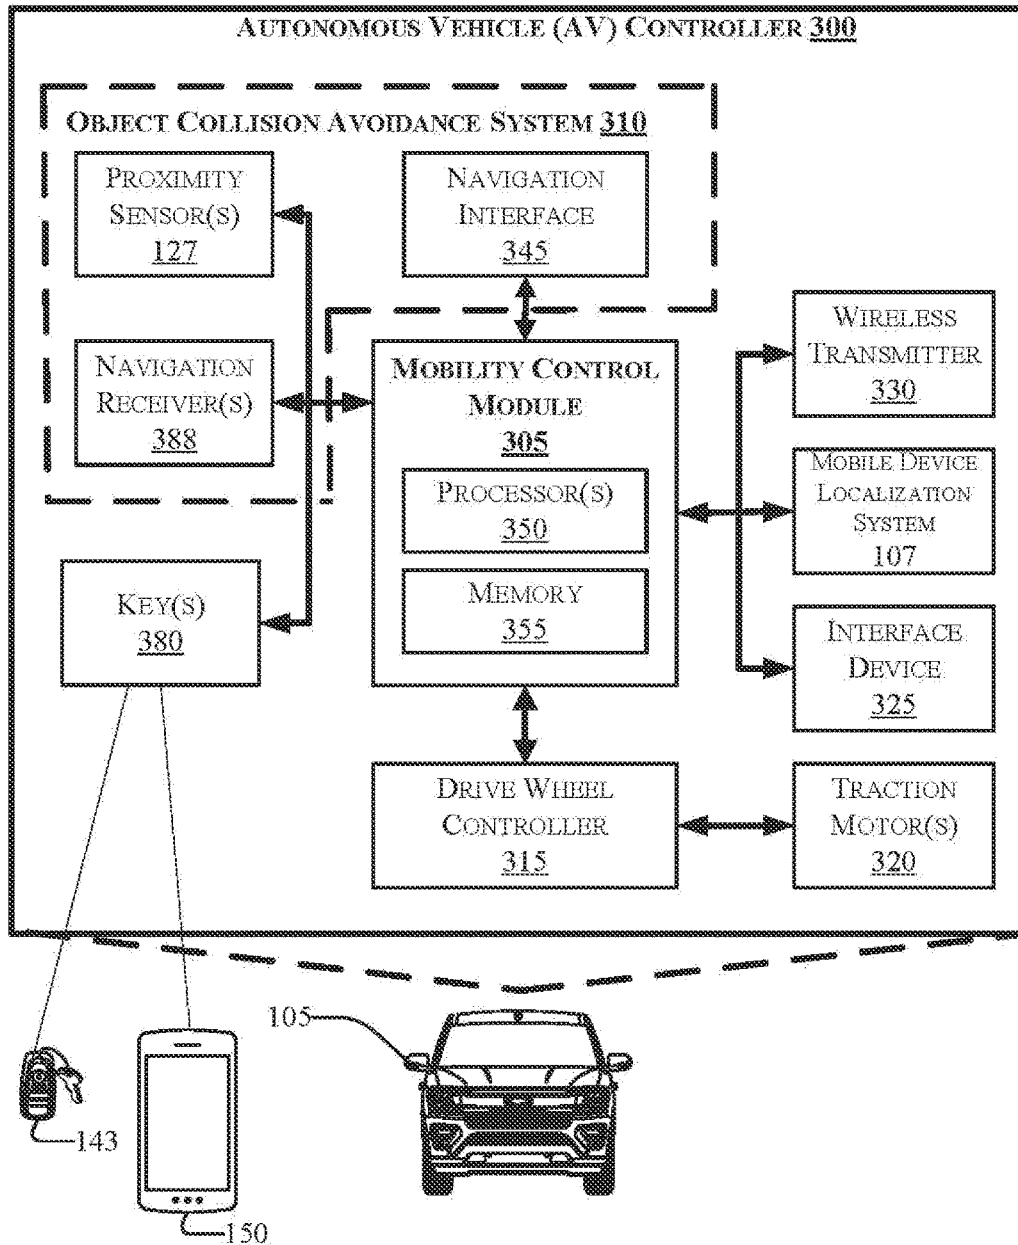 AUTONOMOUS VEHICLE (AV) CONTROLLER 300
OBJECT COLLISION AVOIDANCE SYSTEM 310
PROXIMITY
SENSOR(S)
127
NAVIGATION
INTERFACE
345
NAVIGATION
RECEIVER(S)
388
MOBILITY CONTROL
MODULE
305
PROCESSOR(S)
350
MEMORY
355
WIRELESS
TRANSMITTER
330
MOBILE DEVICE
LOCALIZATION
SYSTEM
107
KEY(S)
380
INTERFACE
DEVICE
325
DRIVE WHEEL
CONTROLLER
315
TRACTION
MOTOR(S)
320
105
143
150